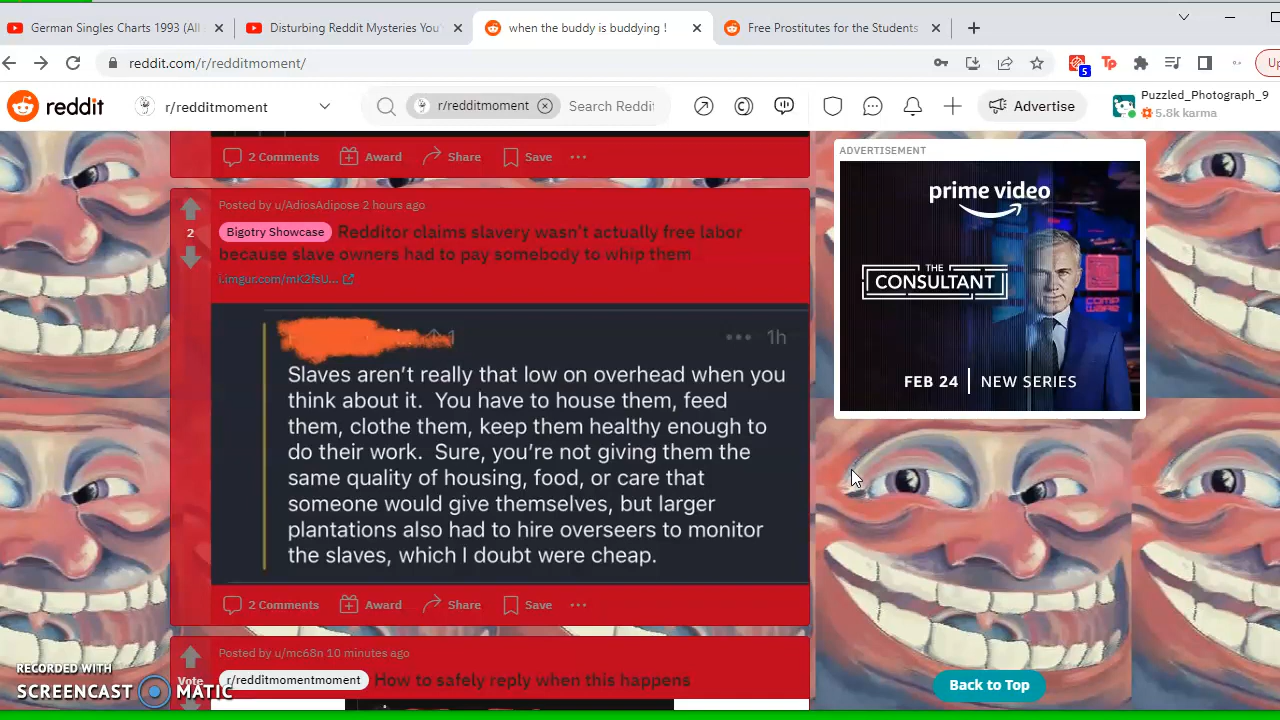 German Singles Charts 1993 (All
Disturbing Reddit Mysteries You'
when the buddy is buddying !
Free Prostitutes for the Students
reddit.com/r/redditmoment/
5
Tp
Up
reddit
r/redditmoment
r/redditmoment
Search Reddit
Advertise
Puzzled_Photograph_9
5.8k karma
2 Comments
Award
Share
Save
Posted by u/AdiosAdipose 2 hours ago
2
Bigotry Showcase
Redditor claims slavery wasn't actually free labor
because slave owners had to pay somebody to whip them
i.imgur.com/mK2fsU...
1
1h
Slaves aren't really that low on overhead when you
think about it. You have to house them, feed
them, clothe them, keep them healthy enough to
do their work. Sure, you're not giving them the
same quality of housing, food, or care that
someone would give themselves, but larger
plantations also had to hire overseers to monitor
the slaves, which I doubt were cheap.
2 Comments
Award
Share
Save
Posted by u/mc68n 10 minutes ago
Vote
r/redditmomentmoment
How to safely reply when this happens
ADVERTISEMENT
prime video
THE
CONSULTANT
COMP
WARE
FEB 24 | NEW SERIES
Back to Top
RECORDED WITH
SCREENCAST MATIC